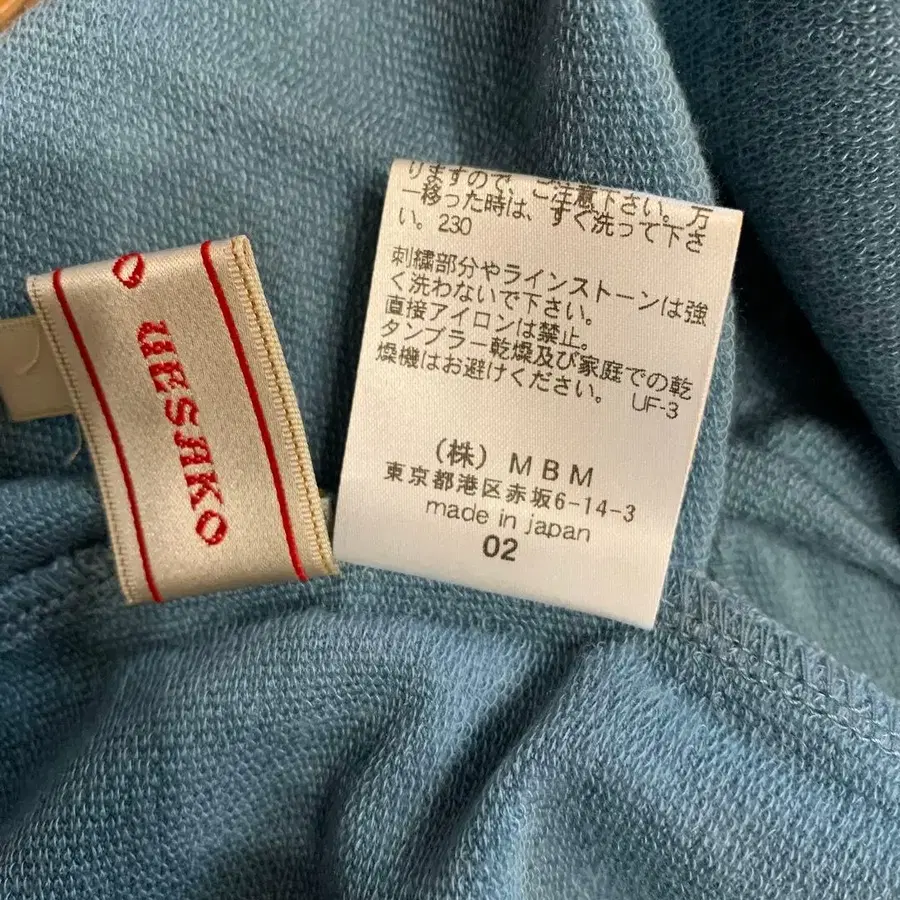 O UESAKO
りますので、ご注意下さい。万
一移った時は、すぐ洗って下さ
い。230
刺繍部分やラインストーンは強
く洗わないで下さい。
直接アイロンは禁止。
タンブラー乾燥及び家庭での乾
燥機はお避けください。 UF-3
(株) MBM
東京都港区赤坂6-14-3
made in japan
02